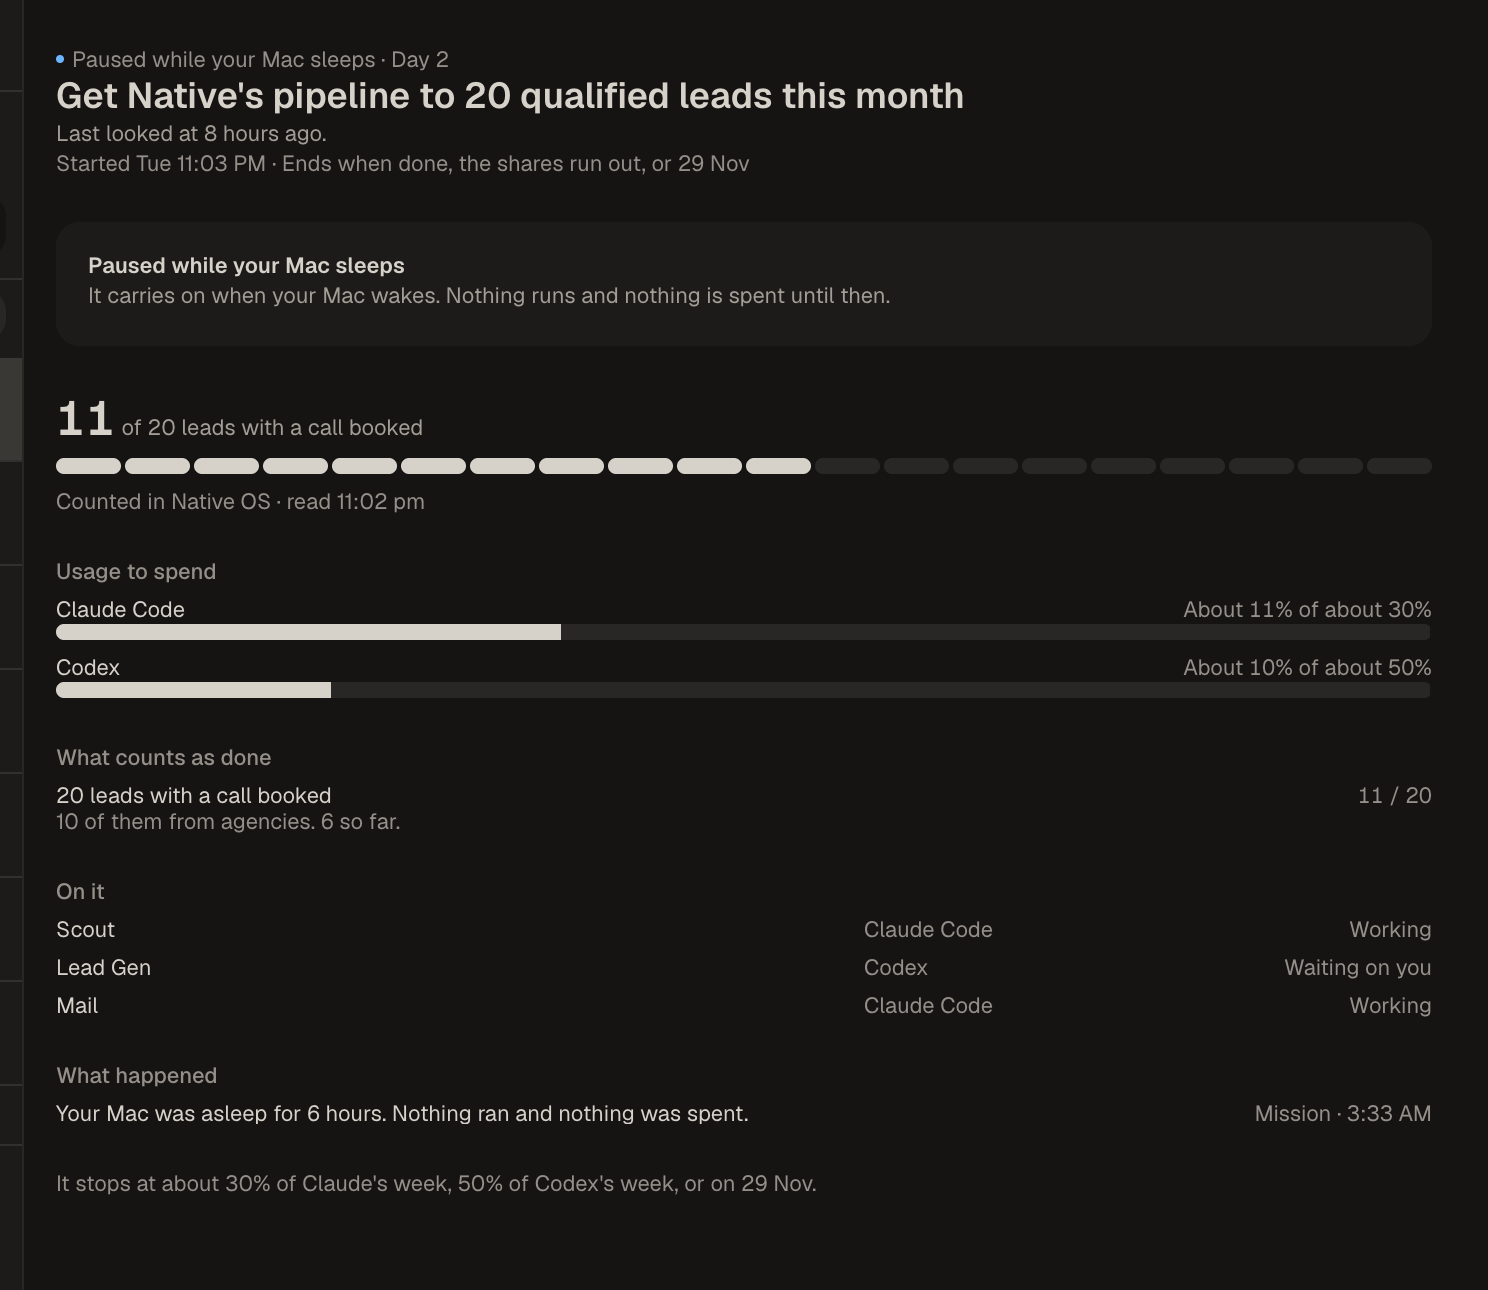 Paused while your Mac sleeps · Day 2
Get Native's pipeline to 20 qualified leads this month
Last looked at 8 hours ago.
Started Tue 11:03 PM · Ends when done, the shares run out, or 29 Nov
Paused while your Mac sleeps
It carries on when your Mac wakes. Nothing runs and nothing is spent until then.
11 of 20 leads with a call booked
Counted in Native OS · read 11:02 pm
Usage to spend
Claude Code About 11% of about 30%
Codex About 10% of about 50%
What counts as done
20 leads with a call booked 11 / 20
10 of them from agencies. 6 so far.
On it
Scout Claude Code Working
Lead Gen Codex Waiting on you
Mail Claude Code Working
What happened
Your Mac was asleep for 6 hours. Nothing ran and nothing was spent. Mission · 3:33 AM
It stops at about 30% of Claude's week, 50% of Codex's week, or on 29 Nov.